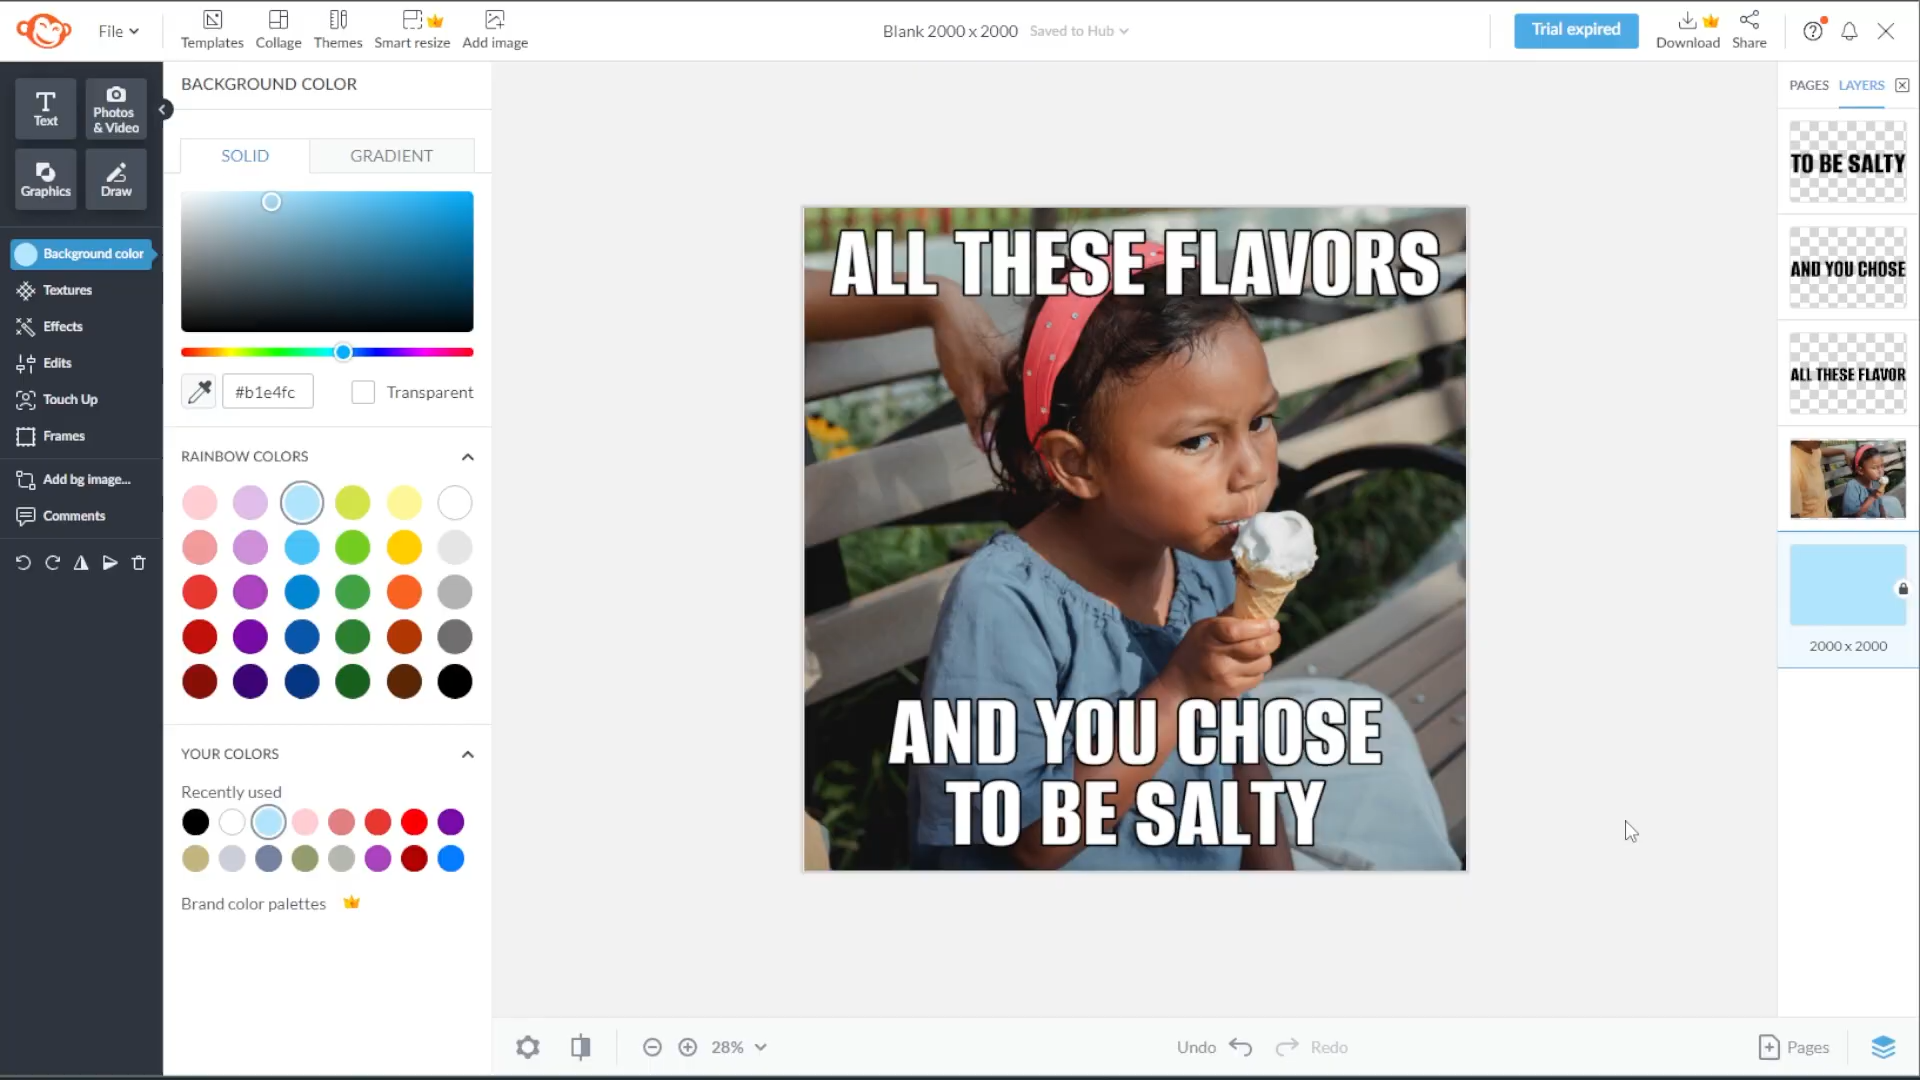 File
Templates
Collage
Themes
Smart resize
Add image
Blank 2000 x 2000
Saved to Hub
Trial expired
Download
Share
Text
Photos
& Video
Graphics
Draw
Background color
Textures
Effects
Edits
Touch Up
Frames
Add bg image...
Comments
BACKGROUND COLOR
SOLID
GRADIENT
#b1e4fc
Transparent
RAINBOW COLORS
YOUR COLORS
Recently used
Brand color palettes
ALL THESE FLAVORS
AND YOU CHOSE
TO BE SALTY
PAGES
LAYERS
TO BE SALTY
AND YOU CHOSE
ALL THESE FLAVOR
2000 x 2000
28%
Undo
Redo
Pages